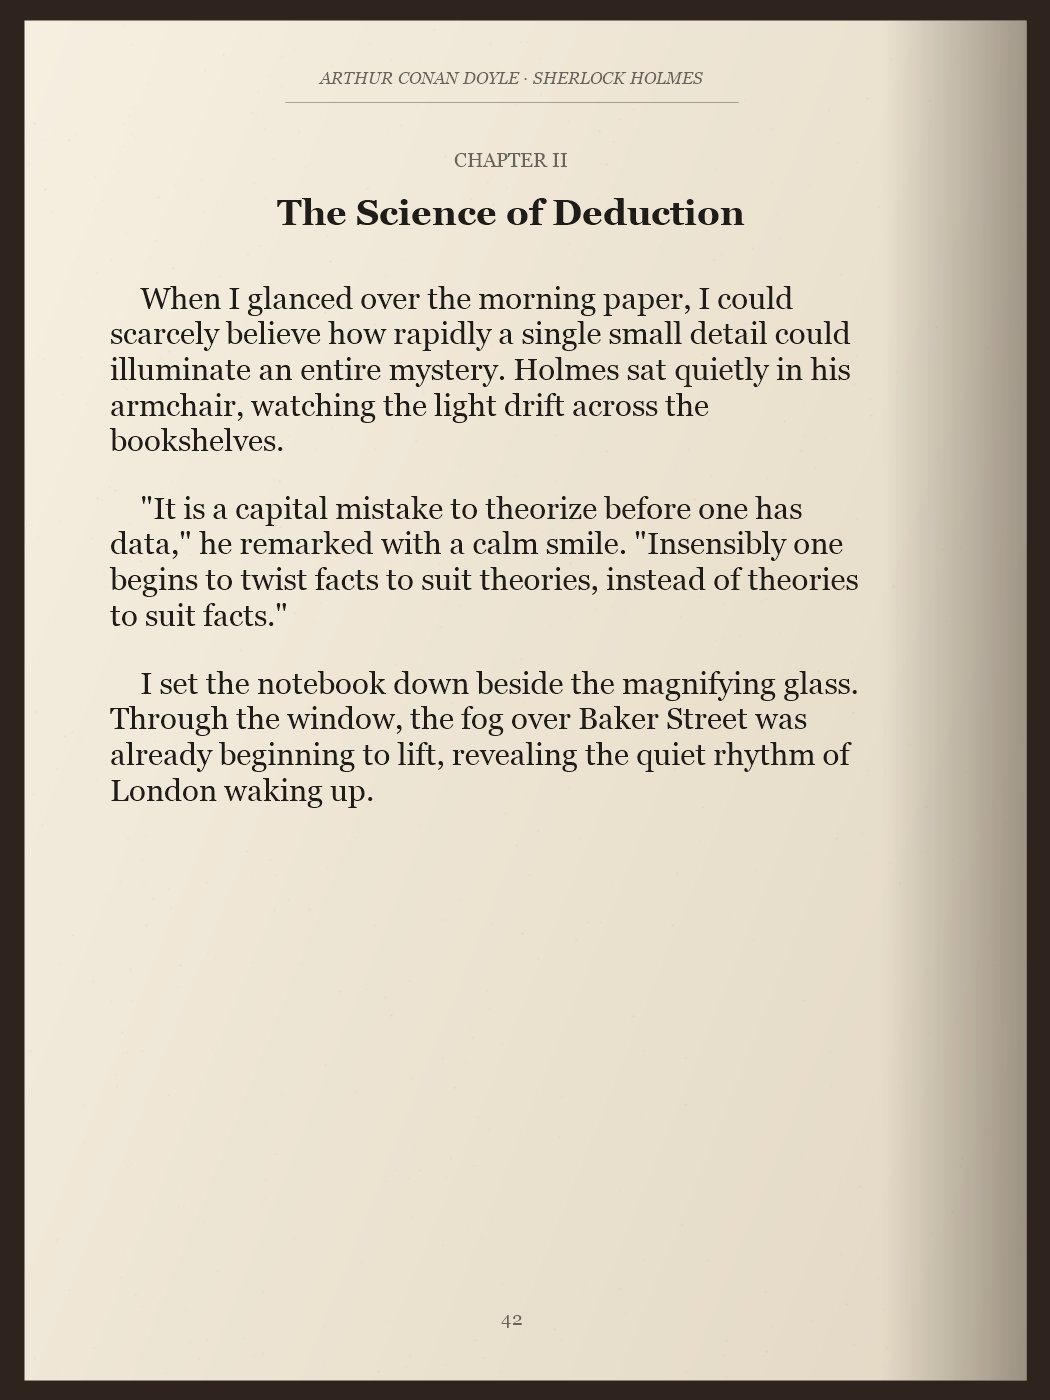 ARTHUR CONAN DOYLE · SHERLOCK HOLMES
CHAPTER II
The Science of Deduction
When I glanced over the morning paper, I could
scarcely believe how rapidly a single small detail could
illuminate an entire mystery. Holmes sat quietly in his
armchair, watching the light drift across the
bookshelves.
"It is a capital mistake to theorize before one has
data," he remarked with a calm smile. "Insensibly one
begins to twist facts to suit theories, instead of theories
to suit facts."
I set the notebook down beside the magnifying glass.
Through the window, the fog over Baker Street was
already beginning to lift, revealing the quiet rhythm of
London waking up.
42